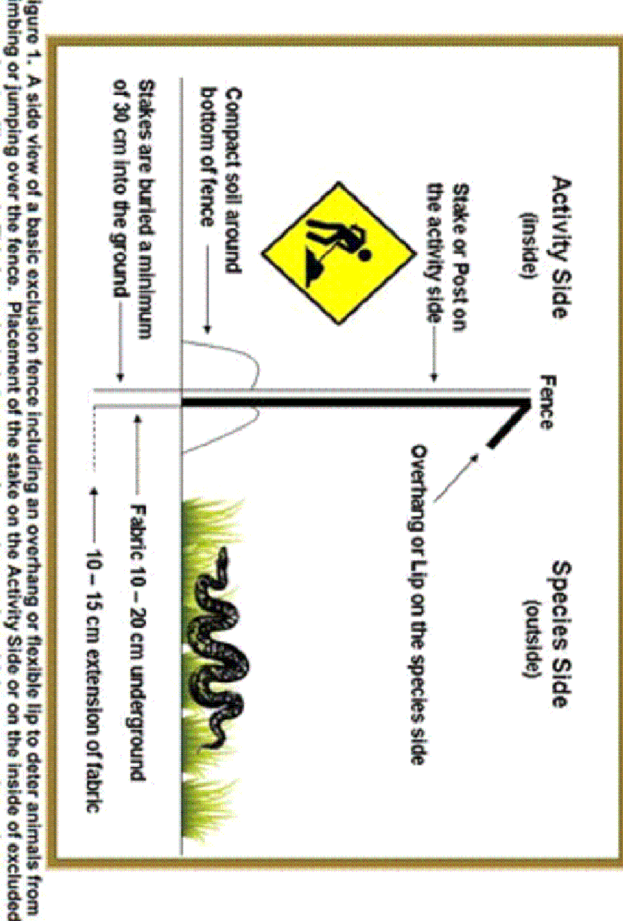 Activity Side
(inside)
Fence
Species Side
(outside)
Stake or Post on
the activity side
Overhang or Lip on the species side
Compact soil around
bottom of fence
Stakes are buried a minimum
of 30 cm into the ground
Fabric 10 – 20 cm underground
10 – 15 cm extension of fabric
igure 1. A side view of a basic exclusion fence including an overhang or flexible lip to deter animals from
imbing or jumping over the fence. Placement of the stake on the Activity Side or on the inside of excluded